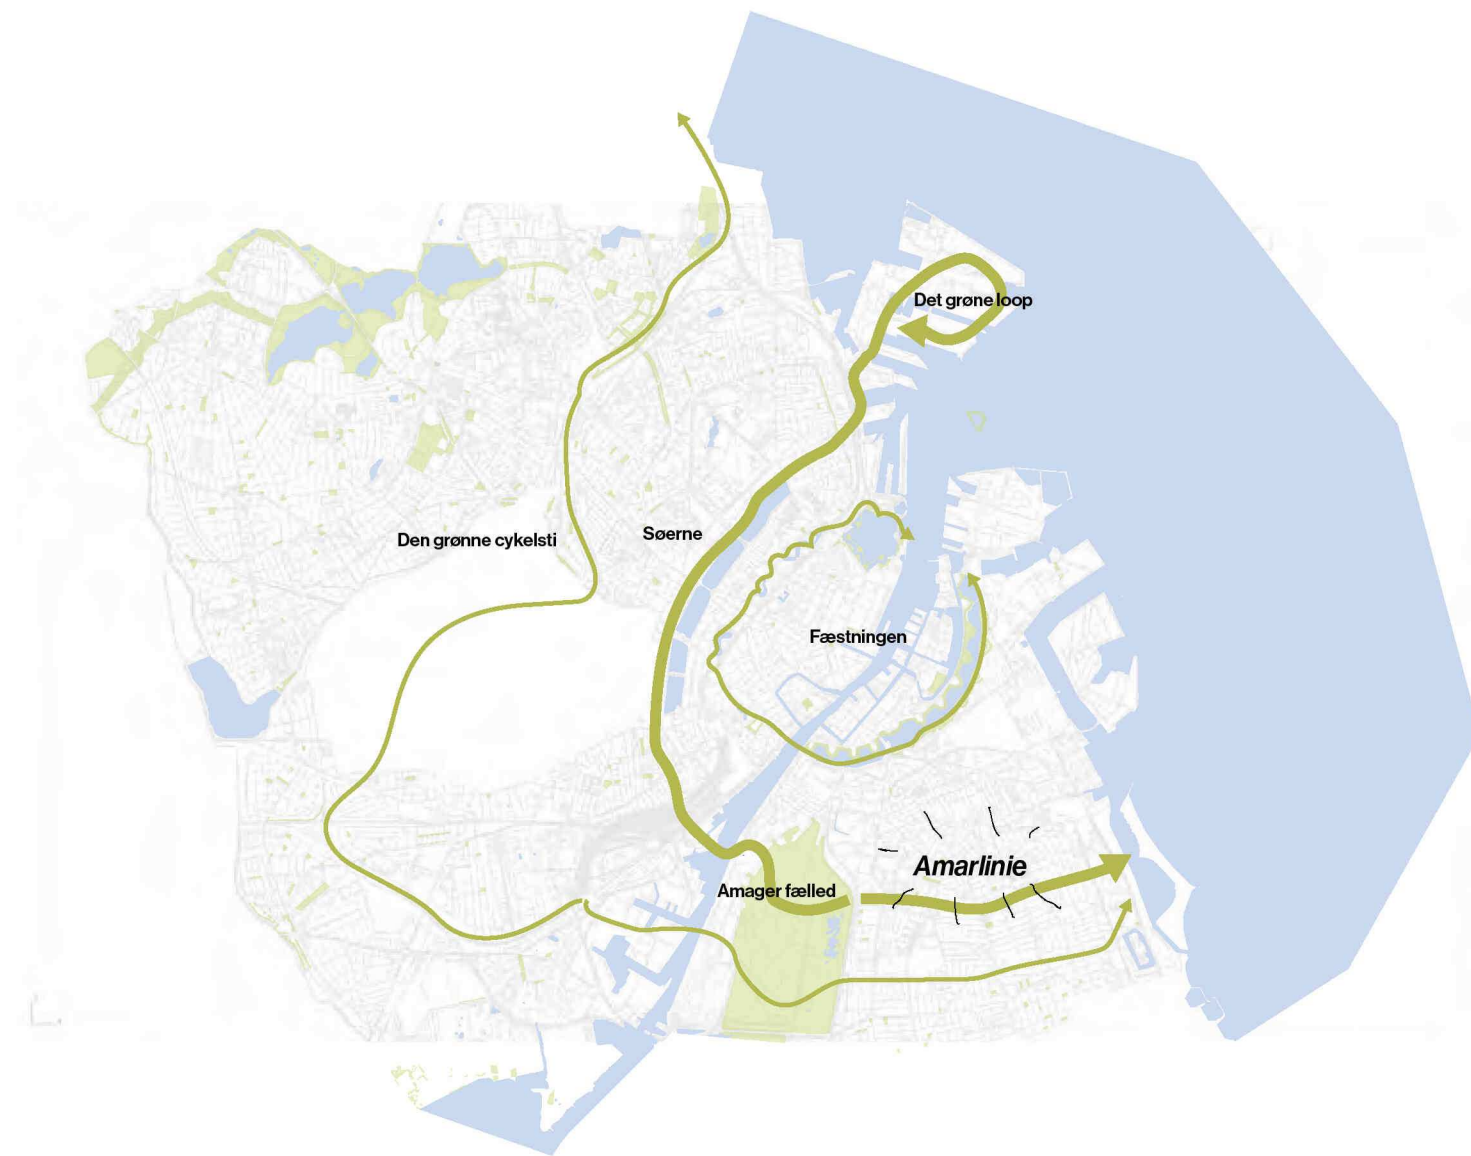 Det grøne loop
Søerne
Den grønne cykelsti
Fæstningen
Amarlinie
Amager fælled